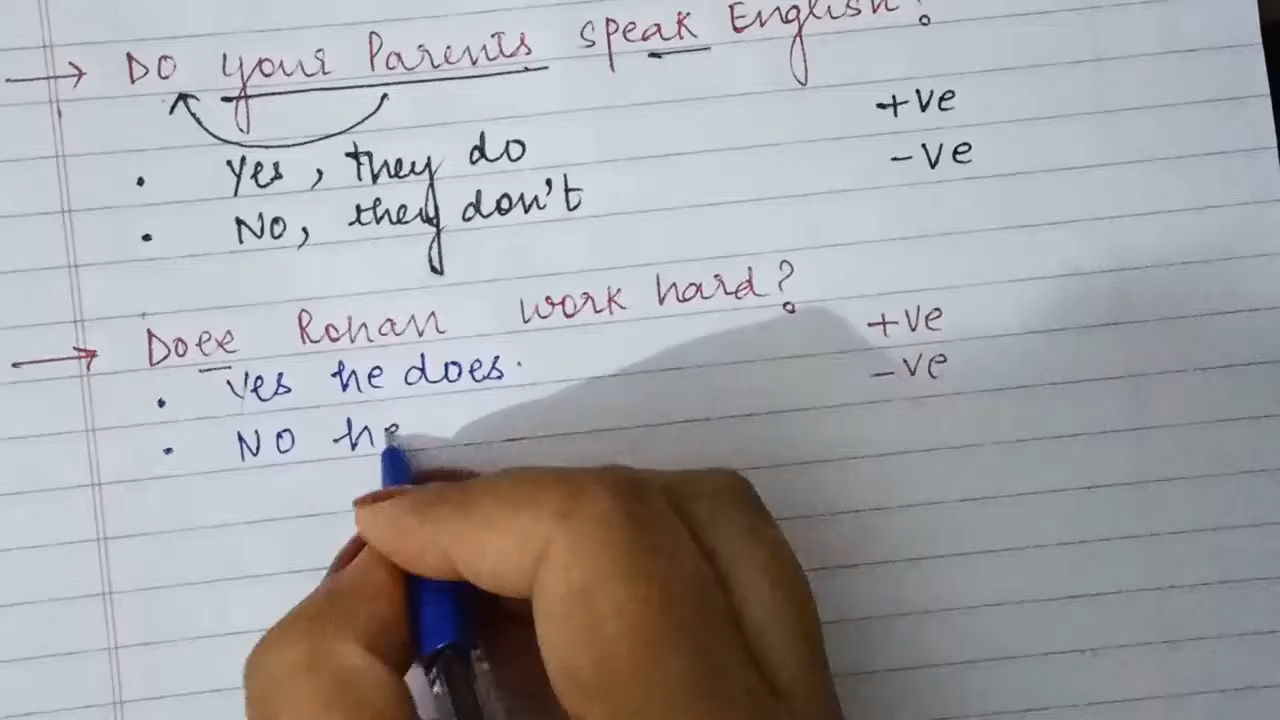 → DO your Parents speak English?
+ve
-ve
• Yes, they do
• NO, they don't
→ Does Rohan work hard?
+ve
-ve
• Yes he does.
• NO he